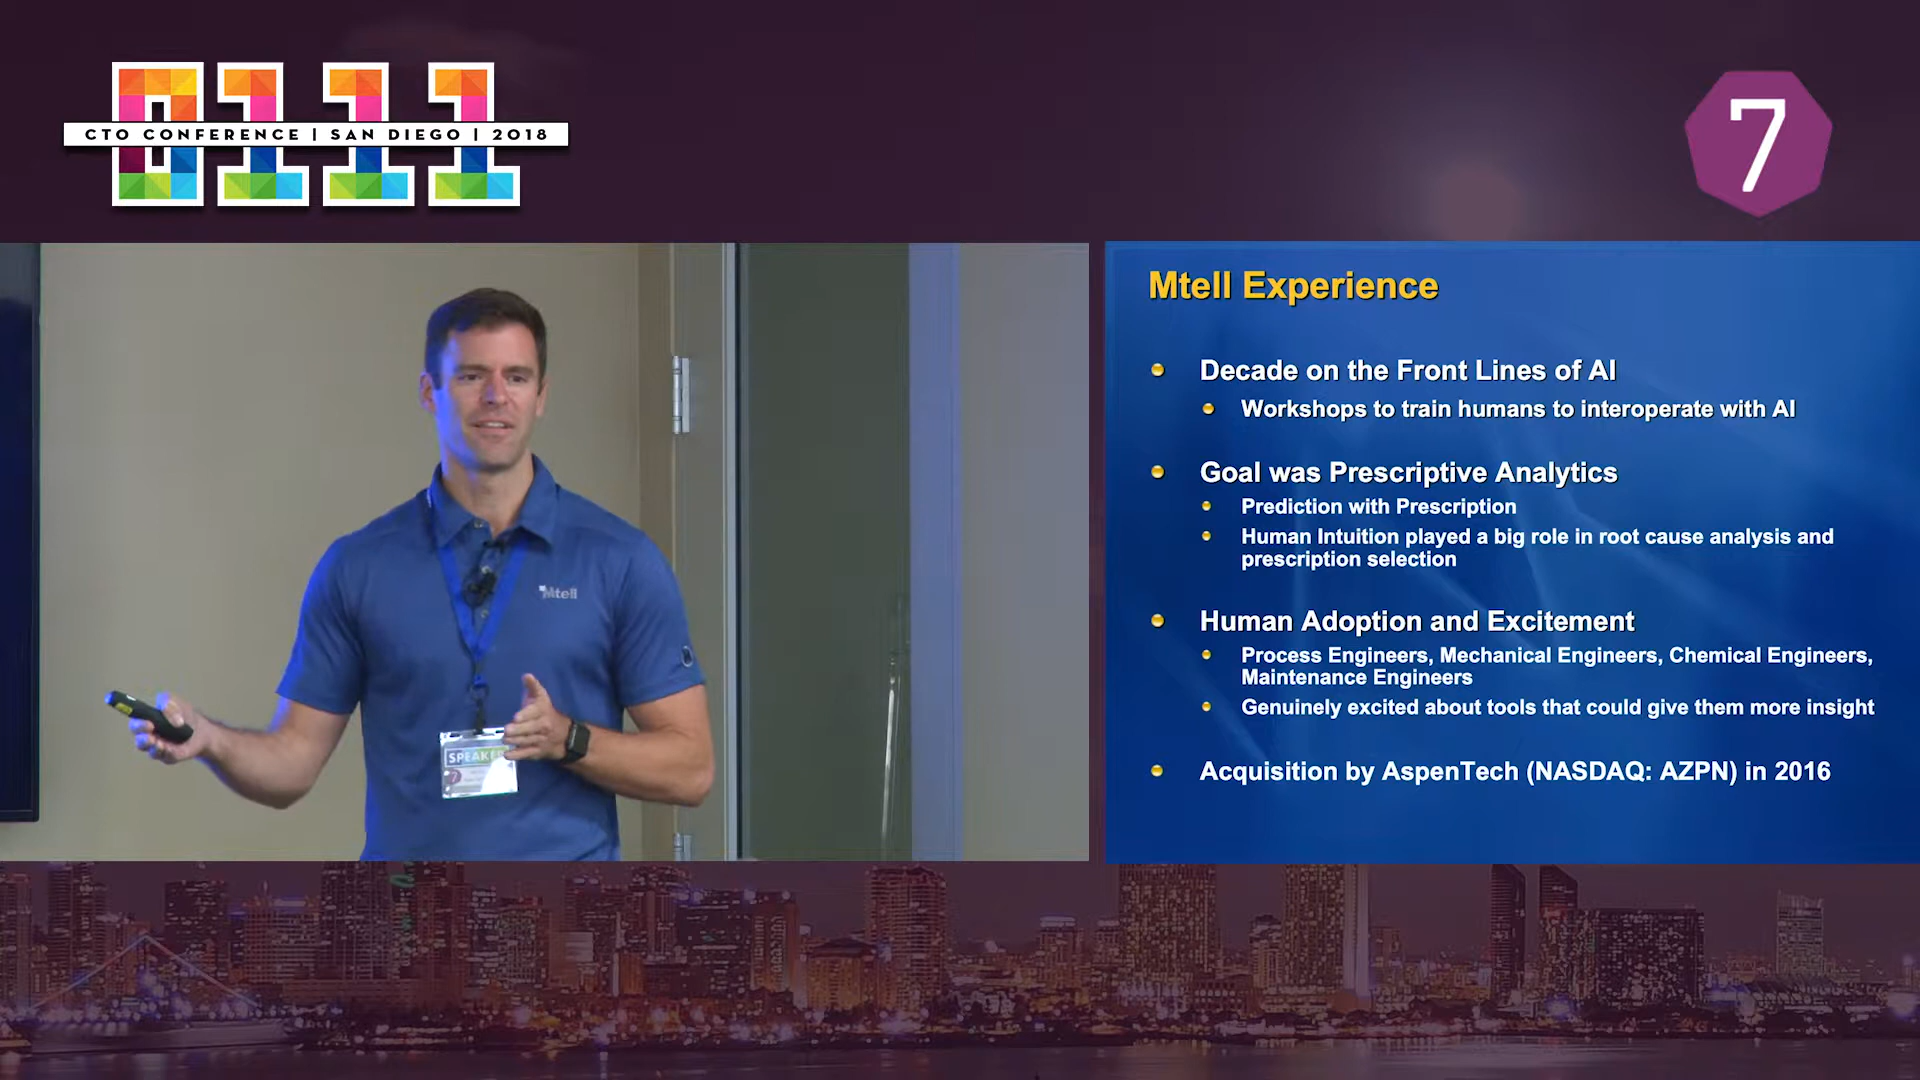 0111
CTO CONFERENCE | SAN DIEGO | 2018
7
Mtell Experience
Decade on the Front Lines of AI
Workshops to train humans to interoperate with AI
Goal was Prescriptive Analytics
Prediction with Prescription
Human Intuition played a big role in root cause analysis and
prescription selection
Human Adoption and Excitement
Process Engineers, Mechanical Engineers, Chemical Engineers,
Maintenance Engineers
Genuinely excited about tools that could give them more insight
Acquisition by AspenTech (NASDAQ: AZPN) in 2016
Mtell
SPEAKER
7